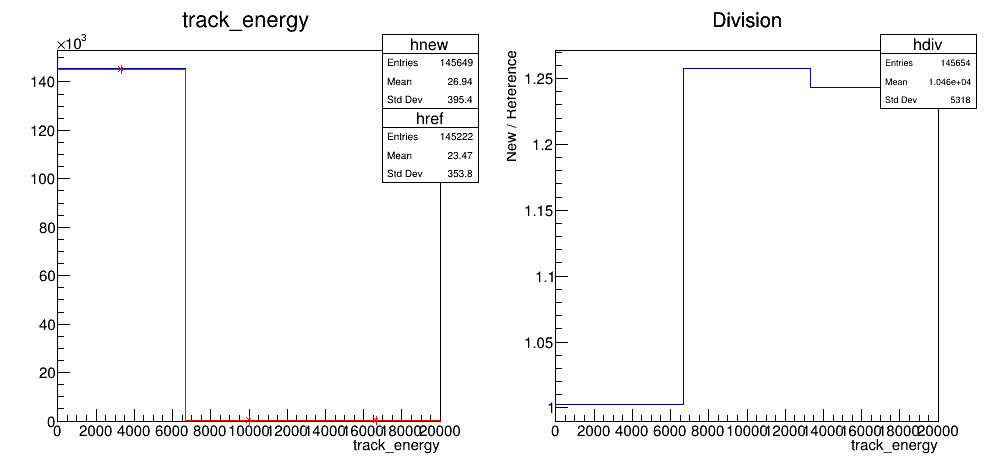 track_energy
×10³
140
120
100
80
60
40
20
0
0 2000 4000 6000 8000 10000 12000 14000 16000 18000 20000
track_energy
hnew
Entries 145649
Mean 26.94
Std Dev 395.4
href
Entries 145222
Mean 23.47
Std Dev 353.8
Division
New / Reference
1.25
1.2
1.15
1.1
1.05
1
0 2000 4000 6000 8000 10000 12000 14000 16000 18000 20000
track_energy
hdiv
Entries 145654
Mean 1.046e+04
Std Dev 5318